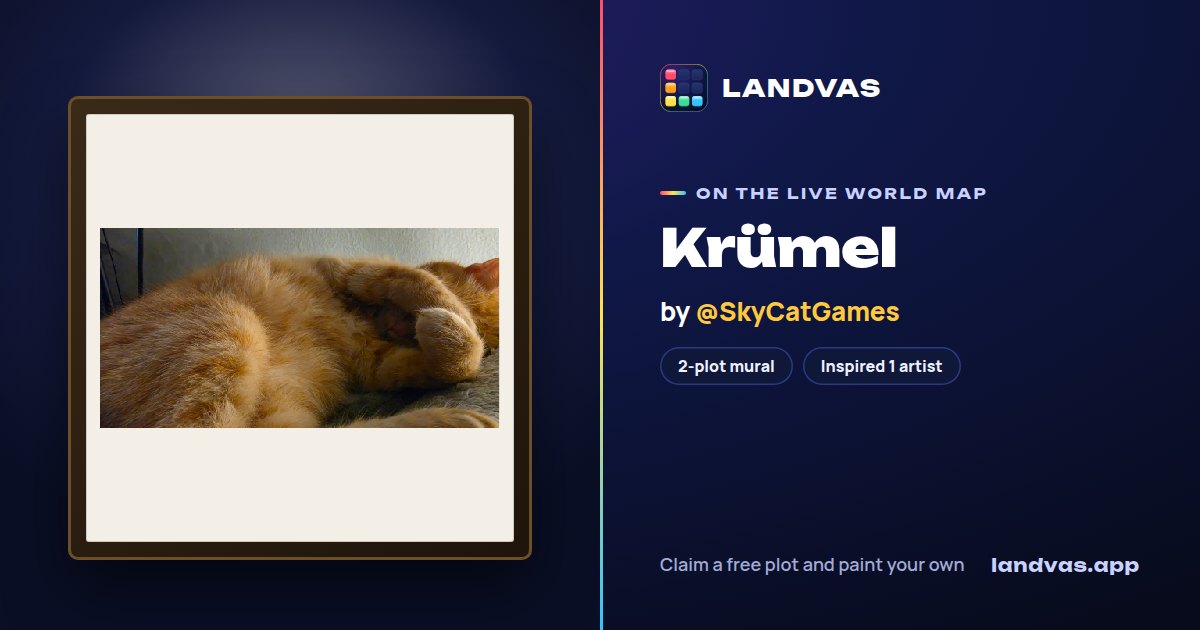 LANDVAS
ON THE LIVE WORLD MAP
Krümel
by @SkyCatGames
2-plot mural
Inspired 1 artist
Claim a free plot and paint your own
landvas.app